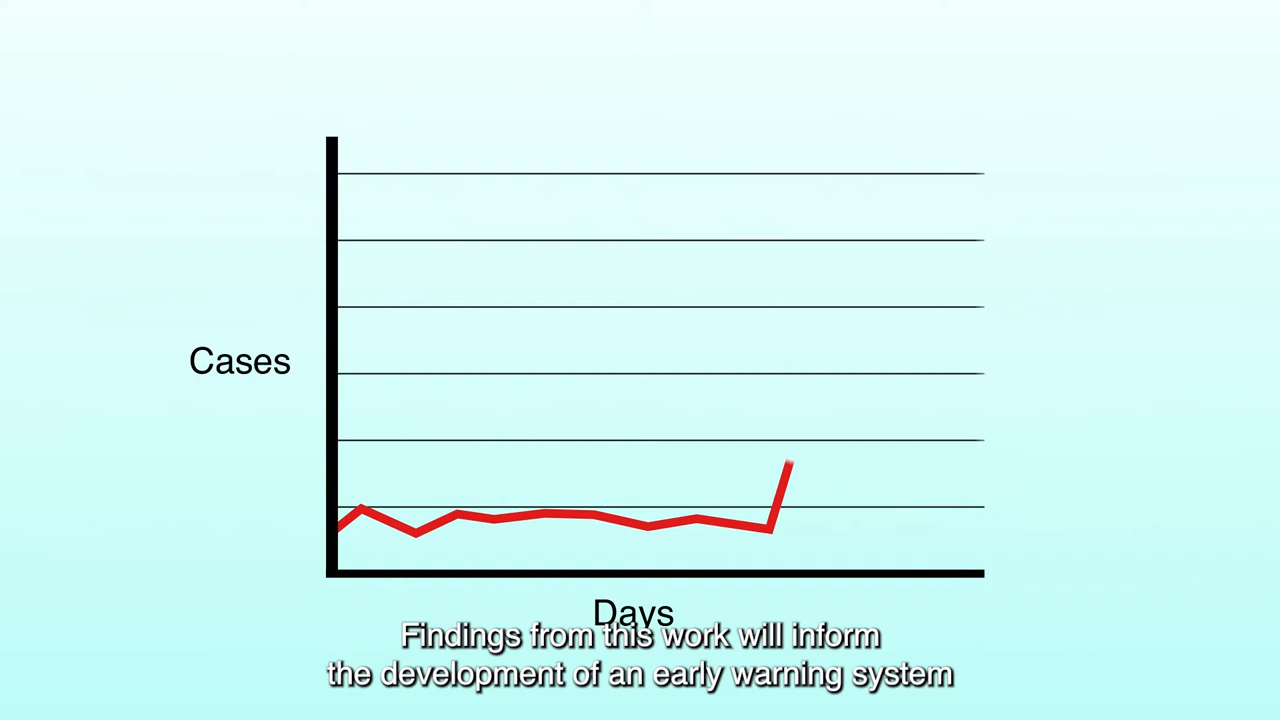 Cases
Days
Findings from this work will inform
the development of an early warning system